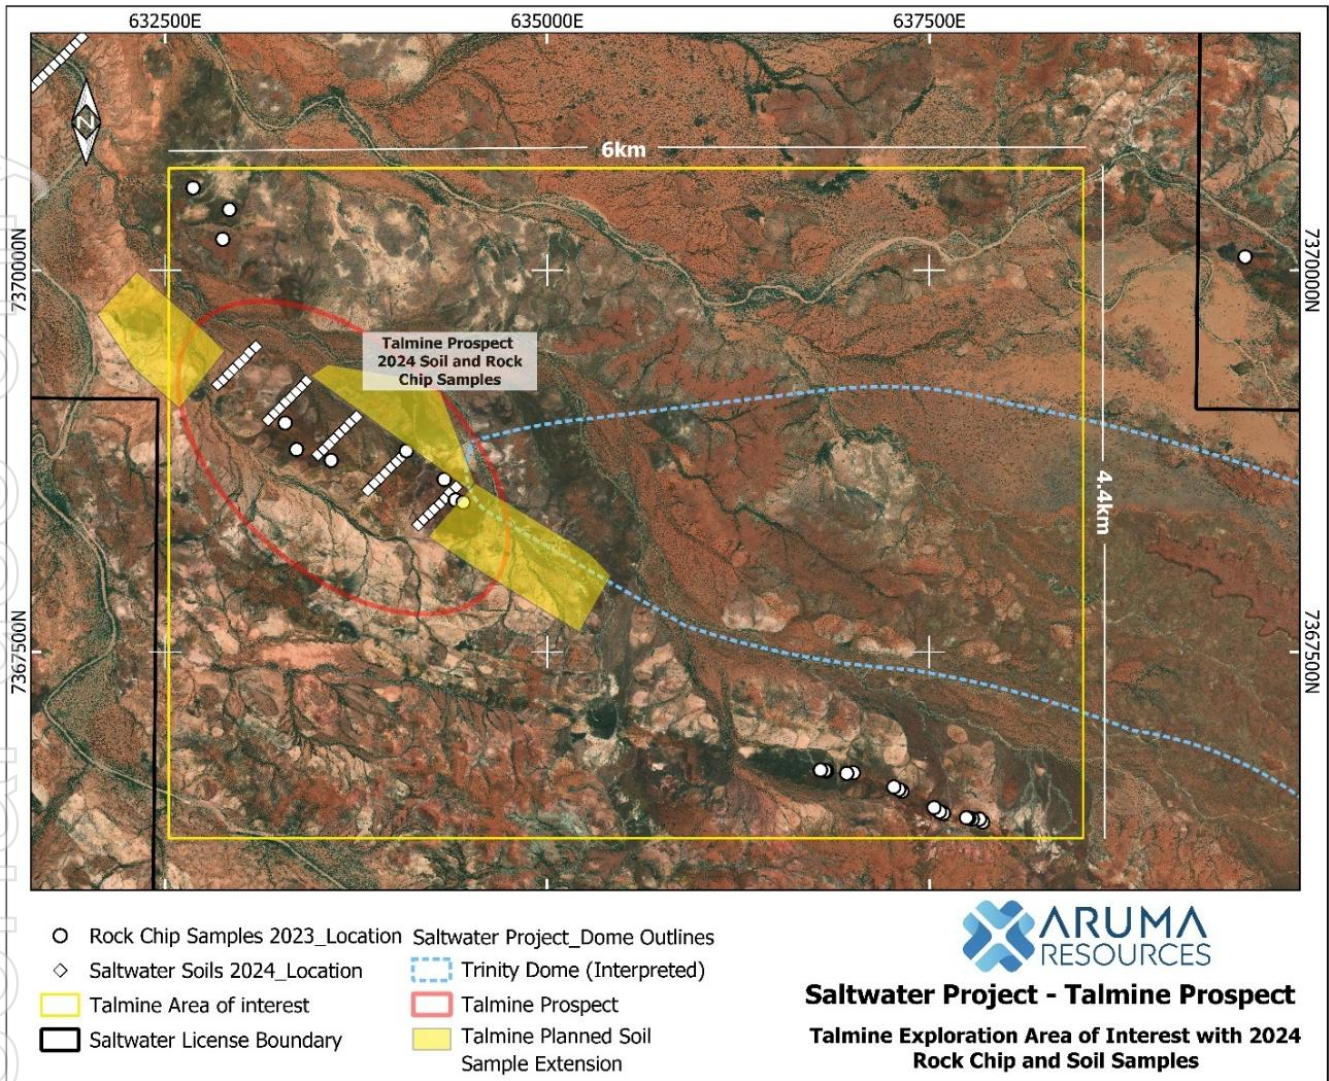 632500E
635000E
637500E
6km
7370000N
7370000N
Talmine Prospect
2024 Soil and Rock
Chip Samples
4.4km
7367500N
7367500N
N
Rock Chip Samples 2023_Location
Saltwater Soils 2024_Location
Talmine Area of interest
Saltwater License Boundary
Saltwater Project_Dome Outlines
Trinity Dome (Interpreted)
Talmine Prospect
Talmine Planned Soil
Sample Extension
ARUMA
RESOURCES
Saltwater Project - Talmine Prospect
Talmine Exploration Area of Interest with 2024
Rock Chip and Soil Samples